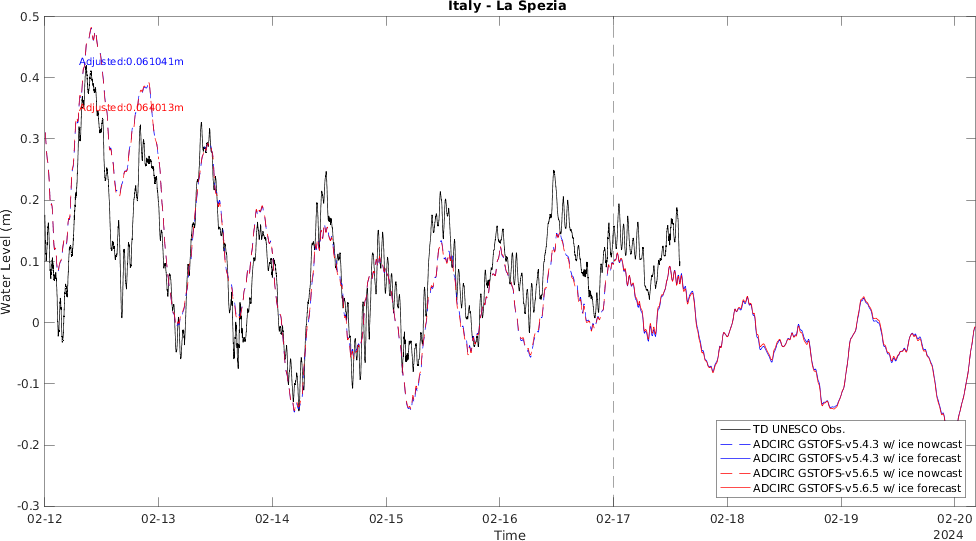 Italy - La Spezia
0.5
0.4
0.3
0.2
0.1
0
-0.1
-0.2
-0.3
Water Level (m)
Adjusted:0.061041m
Adjusted:0.064013m
TD UNESCO Obs.
ADCIRC GSTOFS-v5.4.3 w/ ice nowcast
ADCIRC GSTOFS-v5.4.3 w/ ice forecast
ADCIRC GSTOFS-v5.6.5 w/ ice nowcast
ADCIRC GSTOFS-v5.6.5 w/ ice forecast
02-12 02-13 02-14 02-15 02-16 02-17 02-18 02-19 02-20
Time
2024